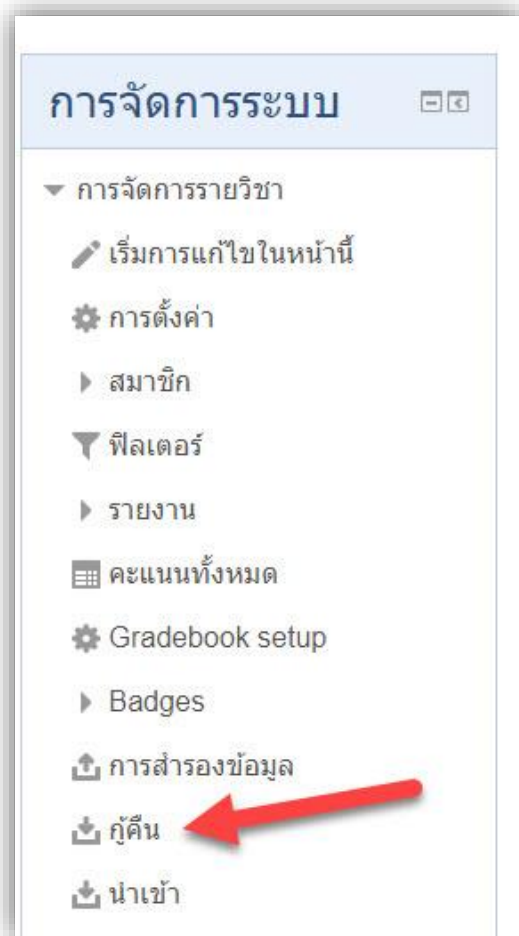 การจัดการระบบ
การจัดการรายวิชา
เริ่มการแก้ไขในหน้านี้
การตั้งค่า
สมาชิก
ฟิลเตอร์
รายงาน
คะแนนทั้งหมด
Gradebook setup
Badges
การสำรองข้อมูล
กู้คืน
นำเข้า